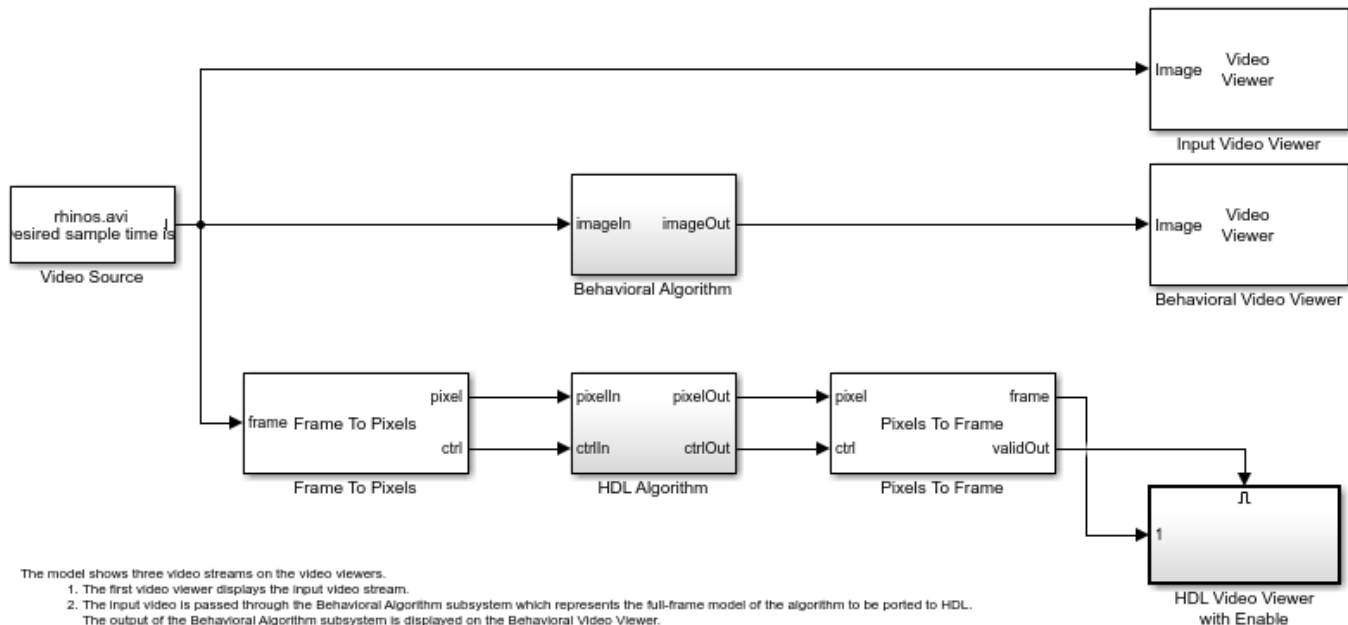 Video
Viewer
Image
Input Video Viewer
rhinos.avi
esired sample time is
Video Source
imageIn
imageOut
Behavioral Algorithm
Image
Video
Viewer
Behavioral Video Viewer
frame
Frame To Pixels
pixel
ctrl
Frame To Pixels
pixelIn
pixelOut
ctrlIn
ctrlOut
HDL Algorithm
pixel
frame
Pixels To Frame
ctrl
validOut
Pixels To Frame
1
HDL Video Viewer
with Enable
The model shows three video streams on the video viewers.
1. The first video viewer displays the input video stream.
2. The input video is passed through the Behavioral Algorithm subsystem which represents the full-frame model of the algorithm to be ported to HDL.
The output of the Behavioral Algorithm subsystem is displayed on the Behavioral Video Viewer.